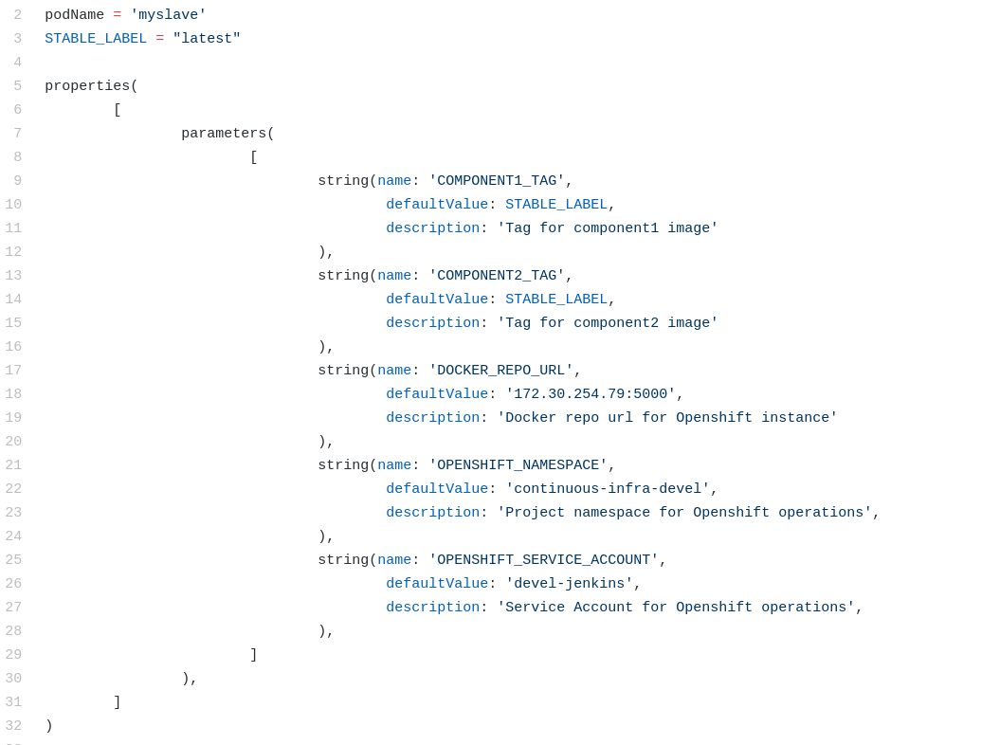 2 podName = 'myslave'
3 STABLE_LABEL = "latest"
4
5 properties(
6 [
7 parameters(
8 [
9 string(name: 'COMPONENT1_TAG',
10 defaultValue: STABLE_LABEL,
11 description: 'Tag for component1 image'
12 ),
13 string(name: 'COMPONENT2_TAG',
14 defaultValue: STABLE_LABEL,
15 description: 'Tag for component2 image'
16 ),
17 string(name: 'DOCKER_REPO_URL',
18 defaultValue: '172.30.254.79:5000',
19 description: 'Docker repo url for Openshift instance'
20 ),
21 string(name: 'OPENSHIFT_NAMESPACE',
22 defaultValue: 'continuous-infra-devel',
23 description: 'Project namespace for Openshift operations',
24 ),
25 string(name: 'OPENSHIFT_SERVICE_ACCOUNT',
26 defaultValue: 'devel-jenkins',
27 description: 'Service Account for Openshift operations',
28 ),
29 ]
30 ),
31 ]
32 )